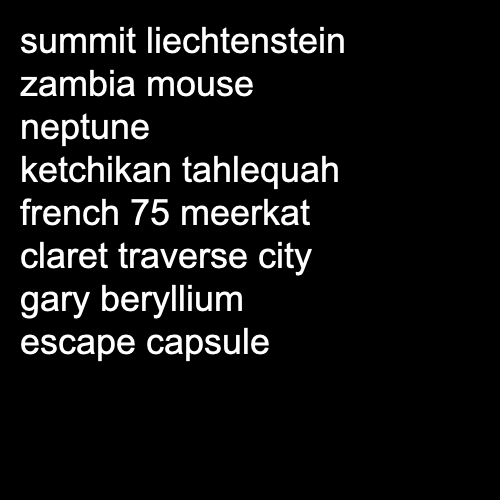 summit liechtenstein
zambia mouse
neptune
ketchikan tahlequah
french 75 meerkat
claret traverse city
gary beryllium
escape capsule